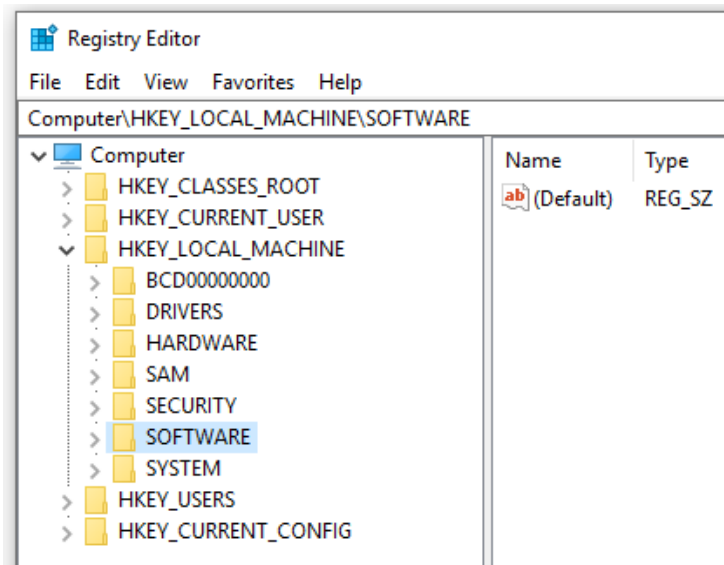 Registry Editor
File Edit View Favorites Help
Computer\HKEY_LOCAL_MACHINE\SOFTWARE
Computer
HKEY_CLASSES_ROOT
HKEY_CURRENT_USER
HKEY_LOCAL_MACHINE
BCD00000000
DRIVERS
HARDWARE
SAM
SECURITY
SOFTWARE
SYSTEM
HKEY_USERS
HKEY_CURRENT_CONFIG
Name Type
ab (Default) REG_SZ